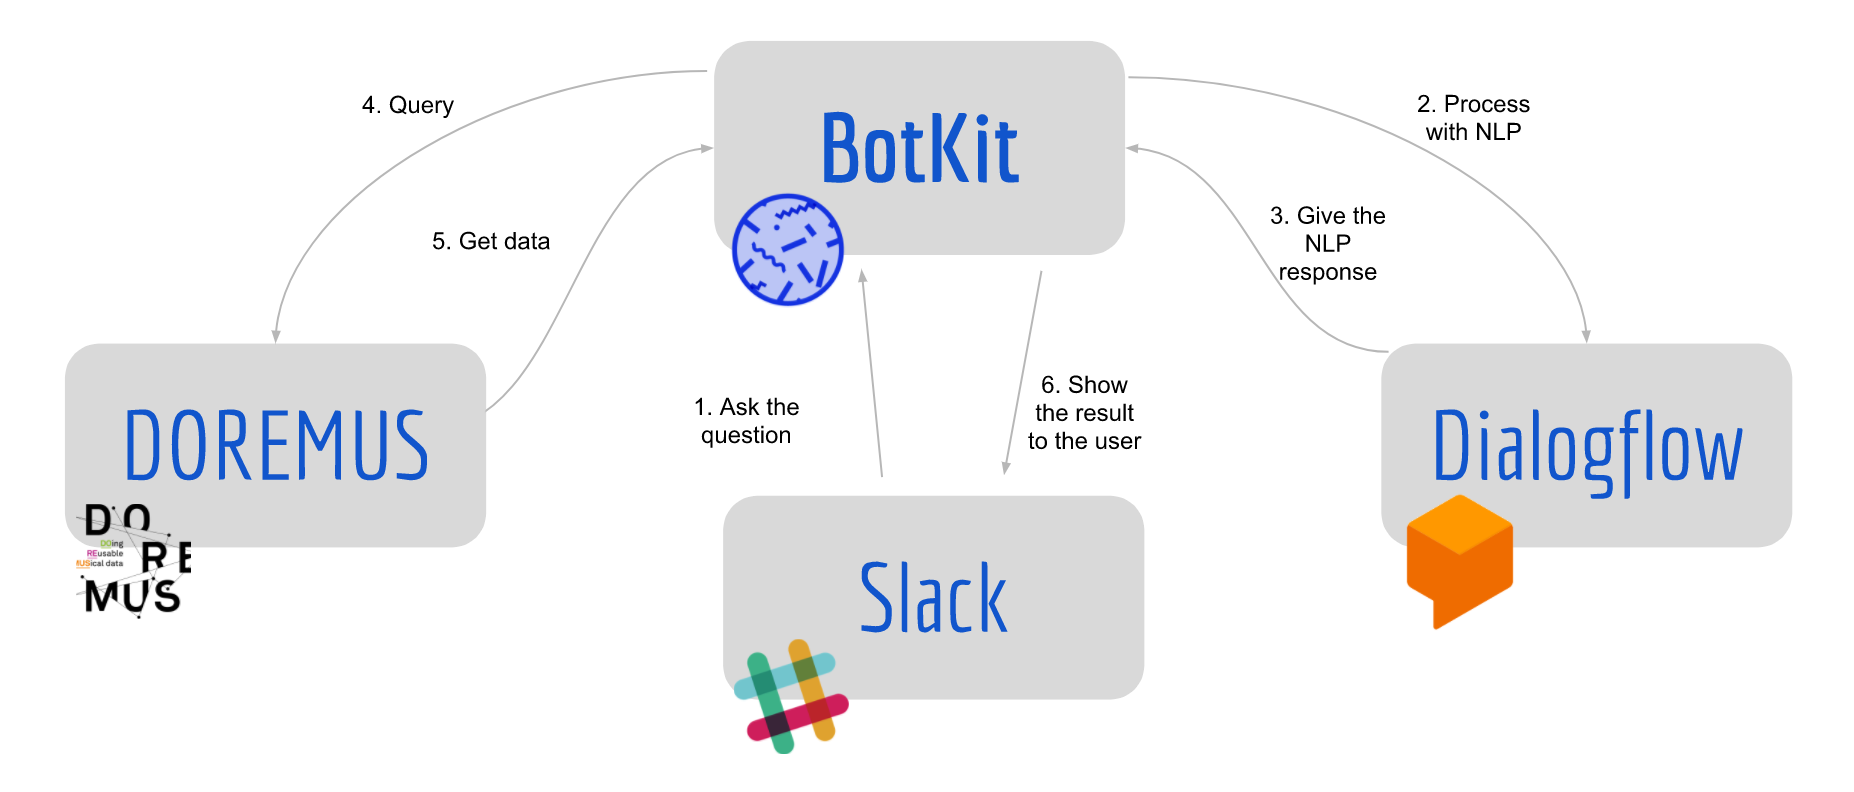 BotKit
4. Query
2. Process
with NLP
5. Get data
3. Give the
NLP
response
DOREMUS
1. Ask the
question
6. Show
the result
to the user
Dialogflow
Slack
DO
DOing
REusable
MUSical data
RE
MUS